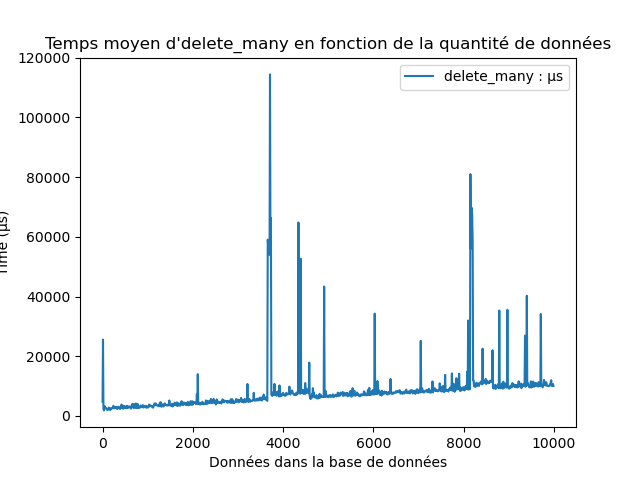 Temps moyen d'delete_many en fonction de la quantité de données
delete_many : µs
120000
100000
80000
60000
40000
20000
0
Time (µs)
0 2000 4000 6000 8000 10000
Données dans la base de données